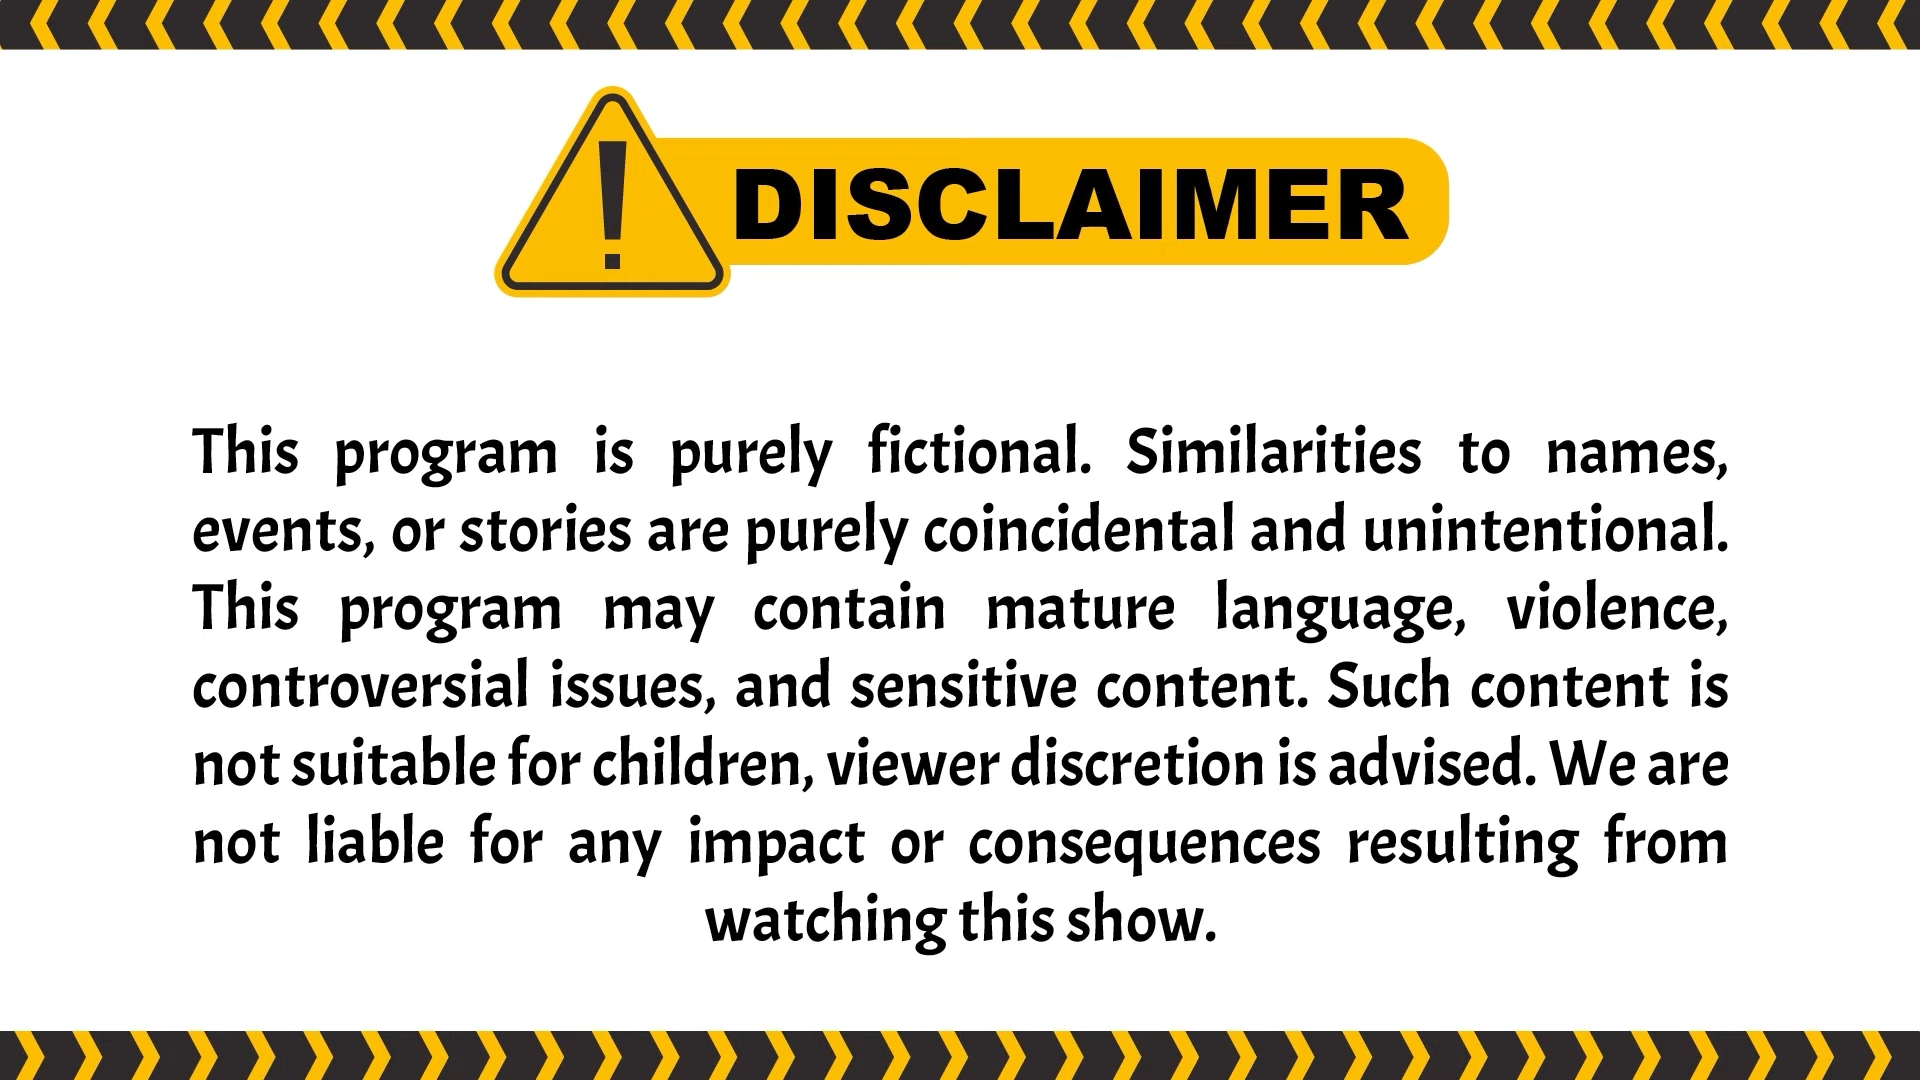 DISCLAIMER
This program is purely fictional. Similarities to names,
events, or stories are purely coincidental and unintentional.
This program may contain mature language, violence,
controversial issues, and sensitive content. Such content is
not suitable for children, viewer discretion is advised. We are
not liable for any impact or consequences resulting from
watching this show.